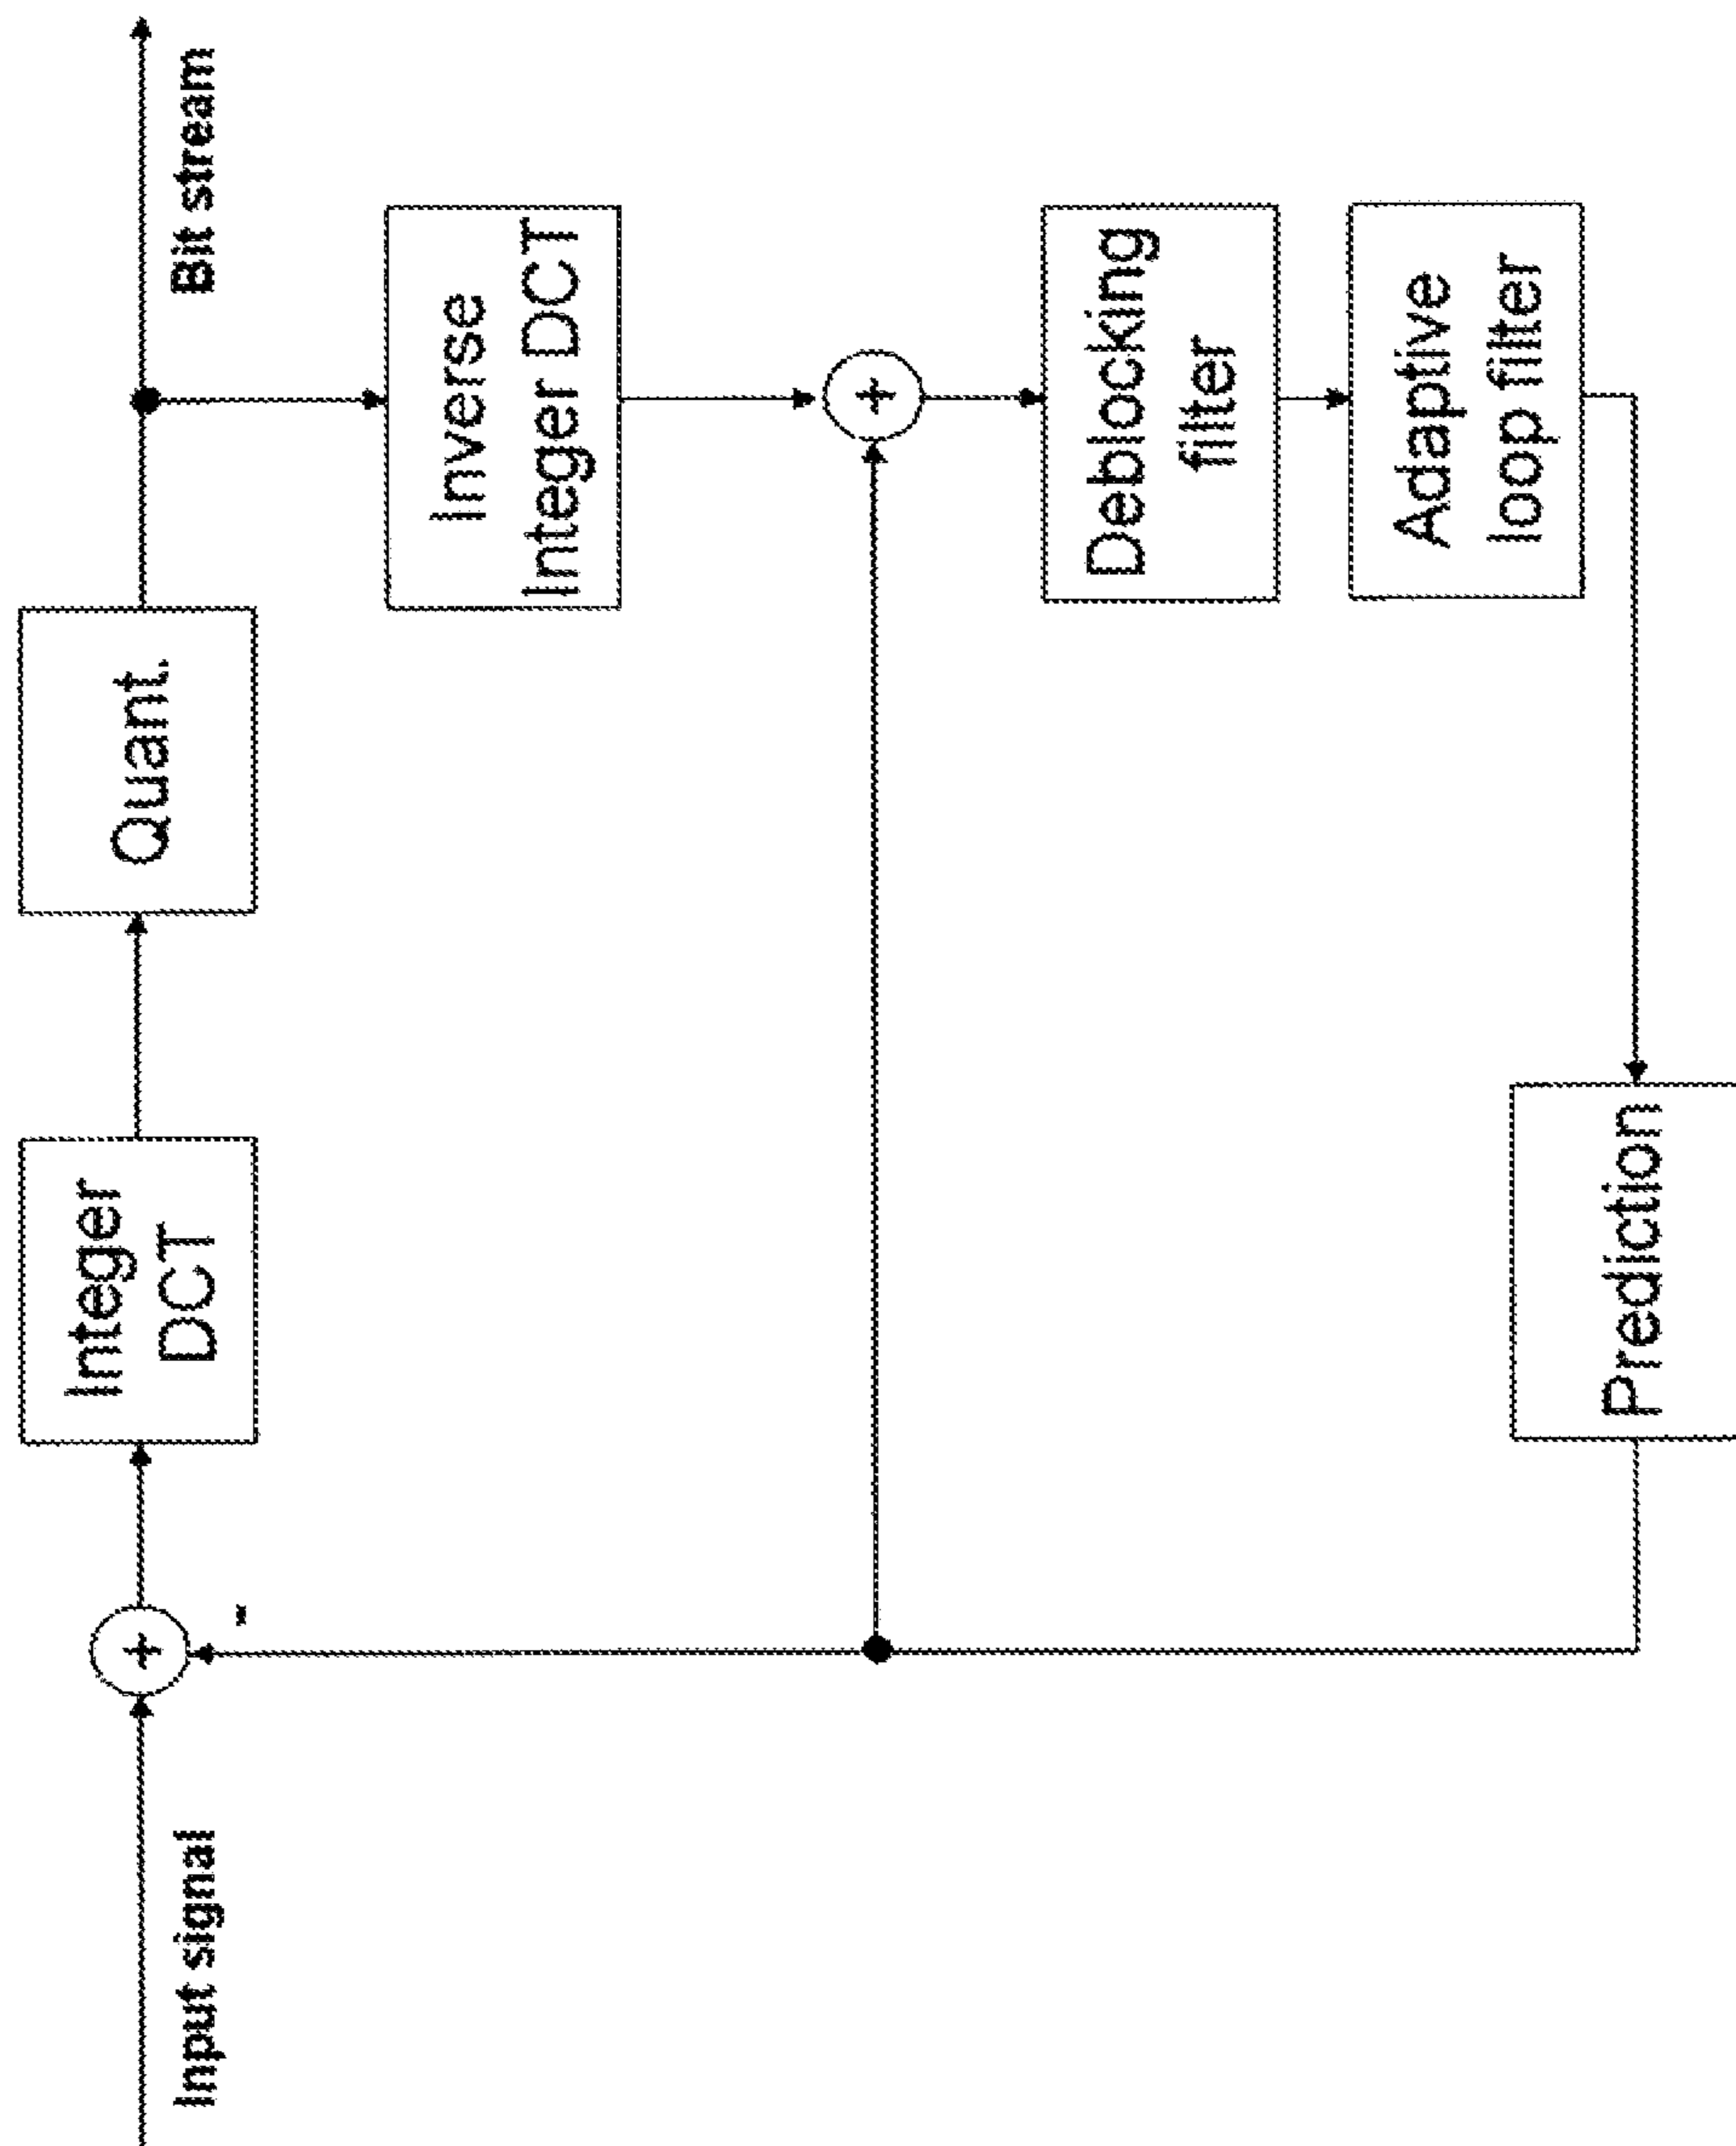 Input signal
+
-
Integer
DCT
Quant.
Bit stream
Inverse
Integer DCT
+
Deblocking
filter
Adaptive
loop filter
Prediction